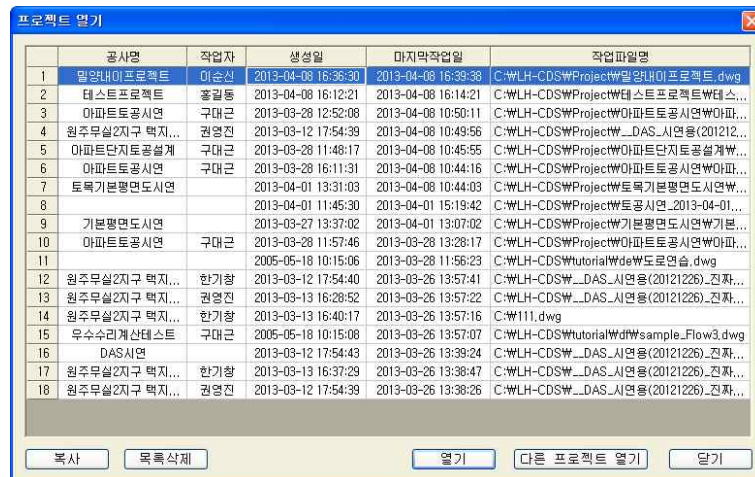 프로젝트 열기
공사명 작업자 생성일 마지막작업일 작업파일명
1 밀양내이프로젝트 이순신 2013-04-08 16:36:30 2013-04-08 16:39:38 C:₩LH-CDS₩Project₩밀양내이프로젝트.dwg
2 테스트프로젝트 홍길동 2013-04-08 16:12:21 2013-04-08 16:14:21 C:₩LH-CDS₩Project₩테스트프로젝트₩테스...
3 아파트토공시연 구대근 2013-03-28 12:52:08 2013-04-08 10:50:11 C:₩LH-CDS₩Project₩아파트토공시연₩아파...
4 원주무실2지구 택지... 권영진 2013-03-12 17:54:39 2013-04-08 10:49:56 C:₩LH-CDS₩Project₩__DAS_시연용(201212...
5 아파트단지토공설계 구대근 2013-03-28 11:48:17 2013-04-08 10:45:55 C:₩LH-CDS₩Project₩아파트단지토공설계₩...
6 아파트토공시연 구대근 2013-03-28 16:11:31 2013-04-08 10:44:16 C:₩LH-CDS₩Project₩아파트토공시연₩아파...
7 토목기본평면도시연 2013-04-01 13:31:03 2013-04-08 10:44:03 C:₩LH-CDS₩Project₩토목기본평면도시연₩...
8 2013-04-01 11:45:30 2013-04-01 15:19:42 C:₩LH-CDS₩Project₩토공시연_2013-04-01...
9 기본평면도시연 2013-03-27 13:37:02 2013-04-01 13:07:02 C:₩LH-CDS₩Project₩기본평면도시연₩기본...
10 아파트토공시연 구대근 2013-03-28 11:57:46 2013-03-28 13:28:17 C:₩LH-CDS₩Project₩아파트토공시연₩아파...
11 2005-05-18 10:15:06 2013-03-28 11:56:23 C:₩LH-CDS₩tutorial₩de₩도로연습.dwg
12 원주무실2지구 택지... 한기창 2013-03-12 17:54:40 2013-03-26 13:57:41 C:₩LH-CDS₩__DAS_시연용(20121226)_진짜...
13 원주무실2지구 택지... 권영진 2013-03-13 16:28:52 2013-03-26 13:57:22 C:₩LH-CDS₩__DAS_시연용(20121226)_진짜...
14 원주무실2지구 택지... 한기창 2013-03-13 16:40:17 2013-03-26 13:57:16 C:₩111.dwg
15 우수수리계산테스트 구대근 2005-05-18 10:15:08 2013-03-26 13:57:07 C:₩LH-CDS₩tutorial₩df₩sample_Flow3.dwg
16 DAS시연 2013-03-12 17:54:43 2013-03-26 13:39:24 C:₩LH-CDS₩__DAS_시연용(20121226)_진짜...
17 원주무실2지구 택지... 한기창 2013-03-13 16:37:29 2013-03-26 13:38:47 C:₩LH-CDS₩__DAS_시연용(20121226)_진짜...
18 원주무실2지구 택지... 권영진 2013-03-12 17:54:39 2013-03-26 13:38:26 C:₩LH-CDS₩__DAS_시연용(20121226)_진짜...
복사 목록삭제 열기 다른 프로젝트 열기 닫기